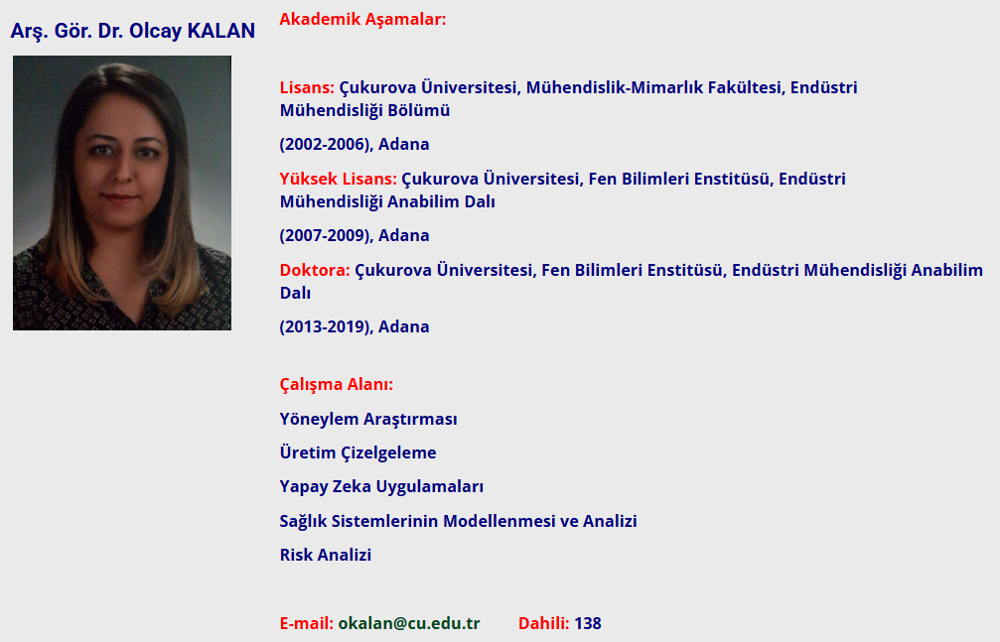 Arş. Gör. Dr. Olcay KALAN
Akademik Aşamalar:
Lisans: Çukurova Üniversitesi, Mühendislik-Mimarlık Fakültesi, Endüstri
Mühendisliği Bölümü
(2002-2006), Adana
Yüksek Lisans: Çukurova Üniversitesi, Fen Bilimleri Enstitüsü, Endüstri
Mühendisliği Anabilim Dalı
(2007-2009), Adana
Doktora: Çukurova Üniversitesi, Fen Bilimleri Enstitüsü, Endüstri Mühendisliği Anabilim
Dalı
(2013-2019), Adana
Çalışma Alanı:
Yöneylem Araştırması
Üretim Çizelgeleme
Yapay Zeka Uygulamaları
Sağlık Sistemlerinin Modellenmesi ve Analizi
Risk Analizi
E-mail: okalan@cu.edu.tr Dahili: 138